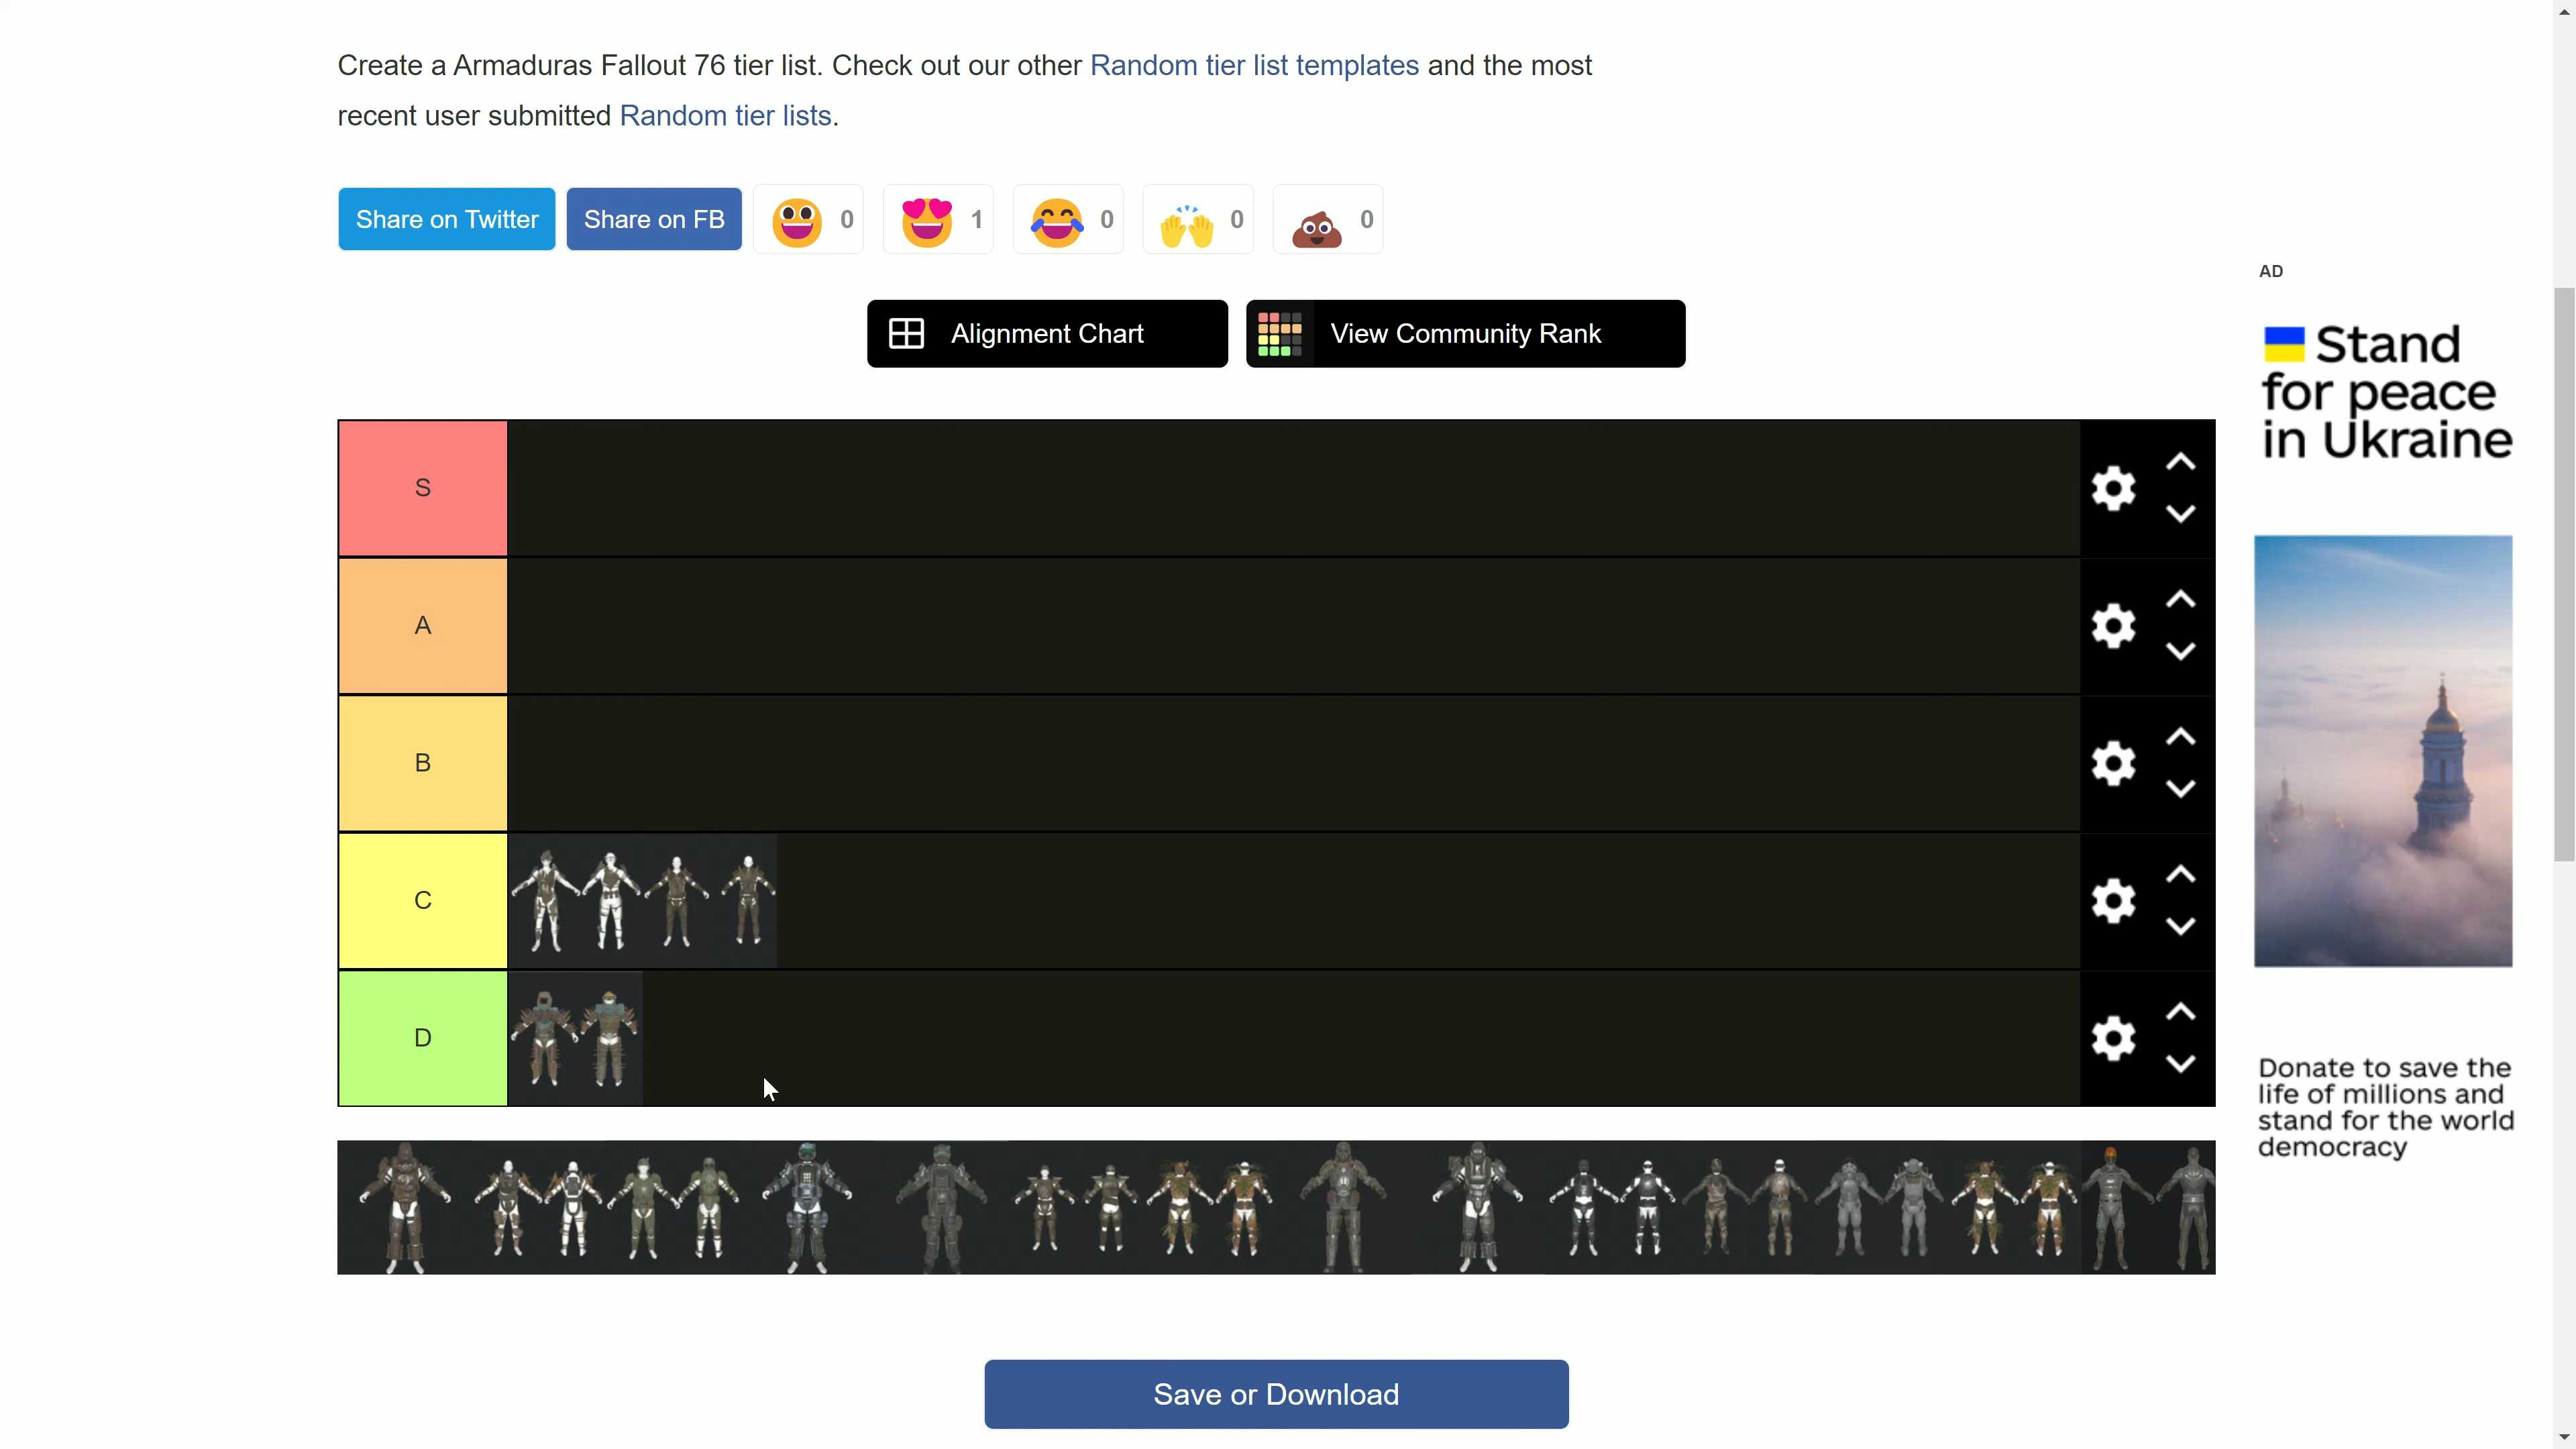 Create a Armaduras Fallout 76 tier list. Check out our other Random tier list templates and the most
recent user submitted Random tier lists.
Share on Twitter
Share on FB
0
1
0
0
0
Alignment Chart
View Community Rank
AD
Stand
for peace
in Ukraine
S
A
B
C
D
Donate to save the
life of millions and
stand for the world
democracy
Save or Download